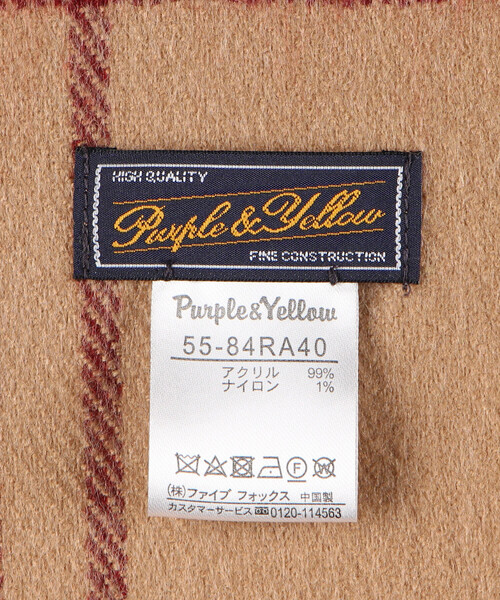 HIGH QUALITY
Purple & Yellow
FINE CONSTRUCTION
Purple&Yellow
55-84RA40
アクリル 99%
ナイロン 1%
(株)ファイブ フォックス 中国製
カスタマーサービス 0120-114563